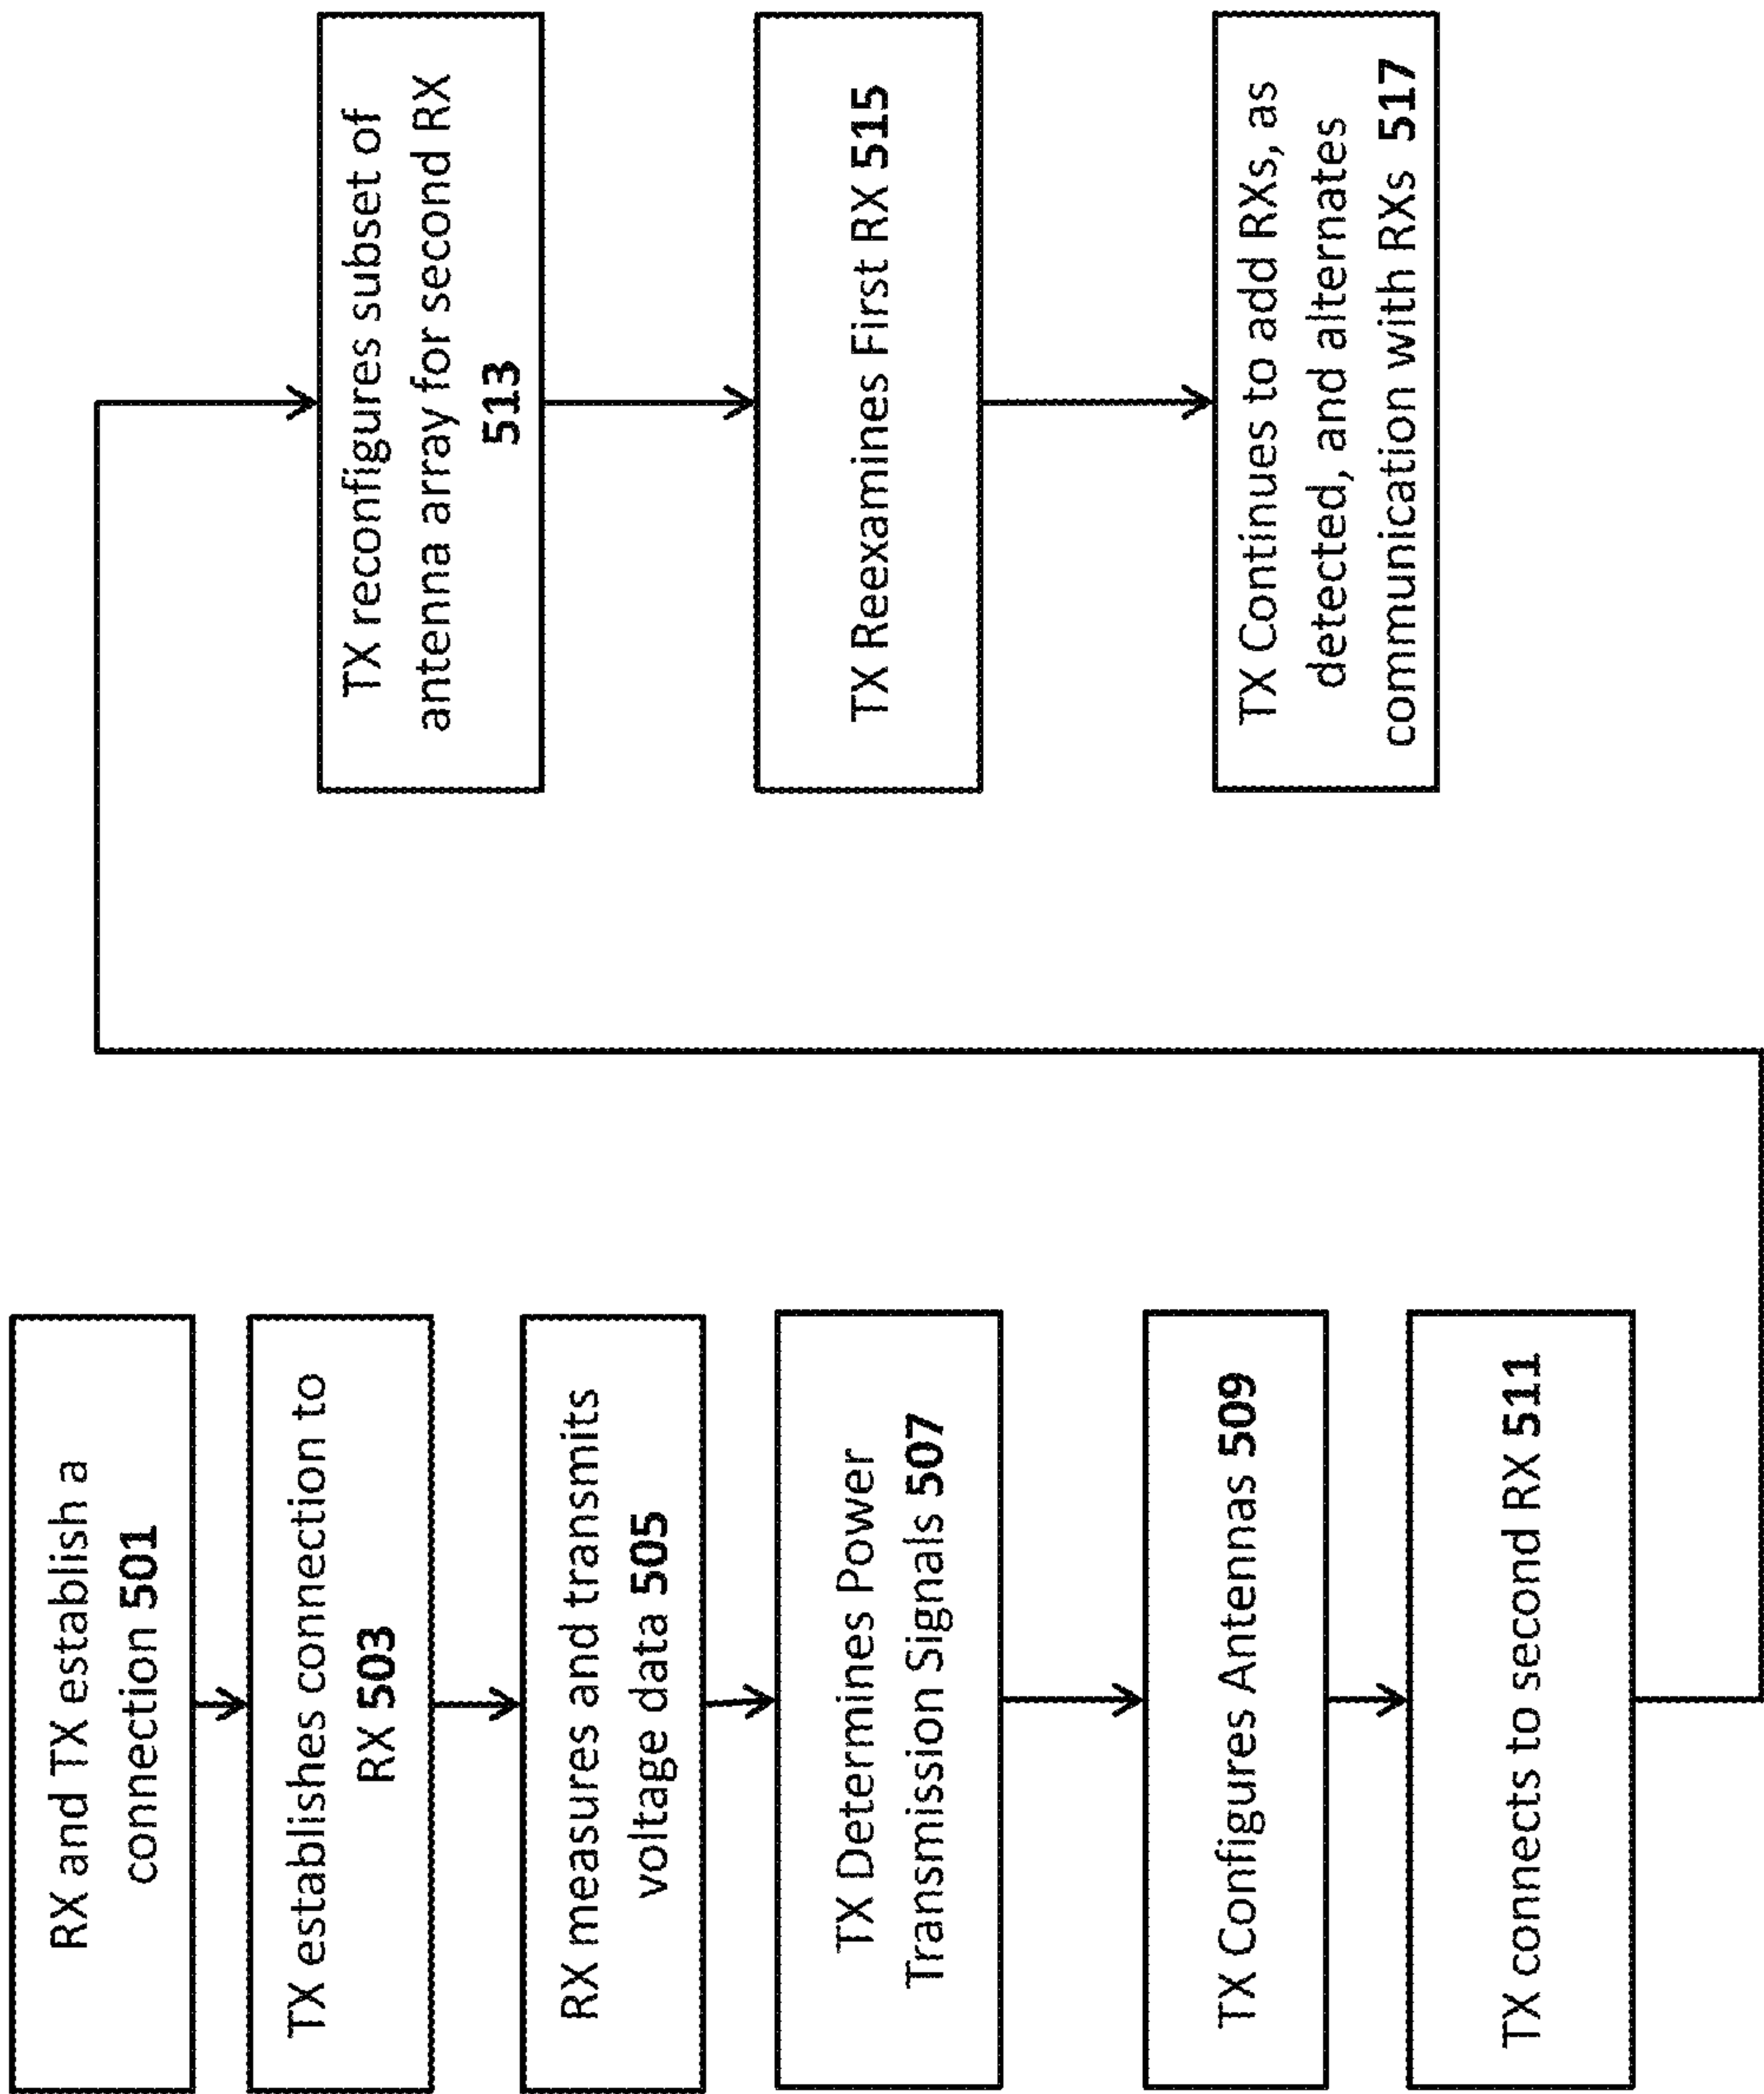 RX and TX establish a
connection 501
TX establishes connection to
RX 503
RX measures and transmits
voltage data 505
TX Determines Power
Transmission Signals 507
TX Configures Antennas 509
TX connects to second RX 511
TX reconfigures subset of
antenna array for second RX
513
TX Reexamines First RX 515
TX Continues to add RXs, as
detected, and alternates
communication with RXs 517